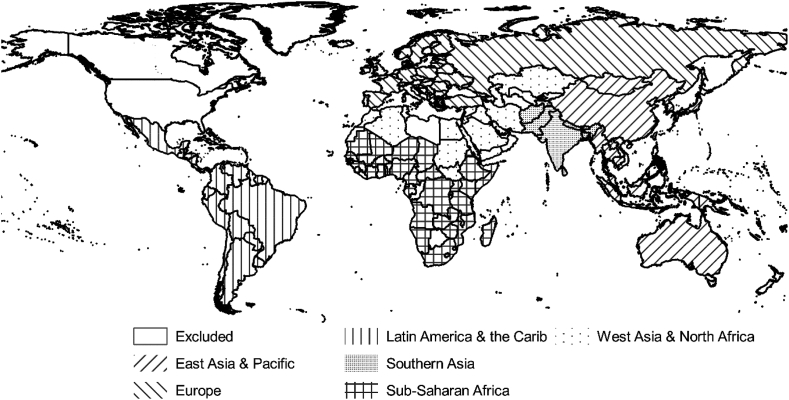 Excluded
Latin America & the Carib
West Asia & North Africa
East Asia & Pacific
Southern Asia
Europe
Sub-Saharan Africa